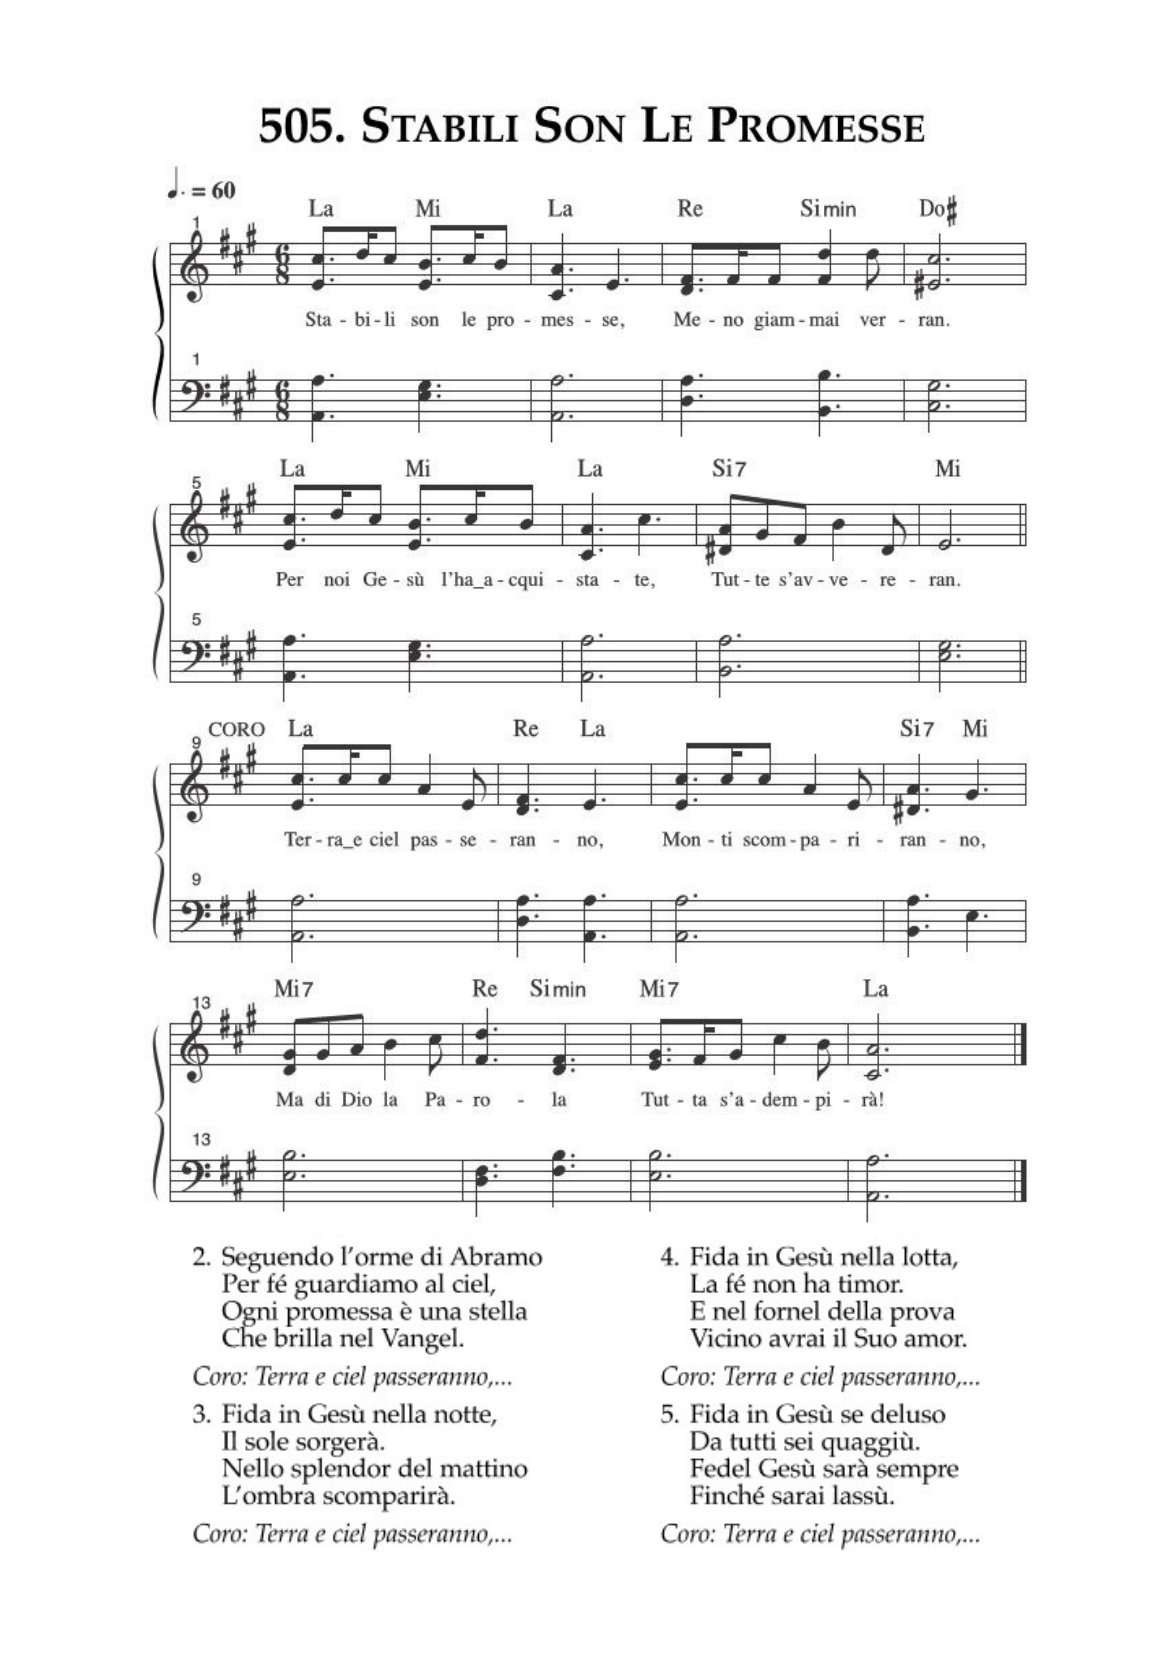 505. Stabili Son Le Promesse
♩. = 60
La Mi La Re Simin Do♯
1
6 8
Sta - bi - li son le pro - mes - se, Me - no giam - mai ver - ran.
1
6 8
La Mi La Si7 Mi
5
Per noi Ge - sù l'ha_a - cqui - sta - te, Tut - te s'av - ve - re - ran.
5
CORO La Re La Si7 Mi
9
Ter - ra_e ciel pas - se - ran - no, Mon - ti scom - pa - ri - ran - no,
9
Mi7 Re Simin Mi7 La
13
Ma di Dio la Pa - ro - la Tut - ta s'a - dem - pi - rà!
13
2. Seguendo l'orme di Abramo
Per fé guardiamo al ciel,
Ogni promessa è una stella
Che brilla nel Vangel.
Coro: Terra e ciel passeranno,...
3. Fida in Gesù nella notte,
Il sole sorgerà.
Nello splendor del mattino
L'ombra scomparirà.
Coro: Terra e ciel passeranno,...
4. Fida in Gesù nella lotta,
La fé non ha timor.
E nel fornel della prova
Vicino avrai il Suo amor.
Coro: Terra e ciel passeranno,...
5. Fida in Gesù se deluso
Da tutti sei quaggiù.
Fedel Gesù sarà sempre
Finché sarai lassù.
Coro: Terra e ciel passeranno,...